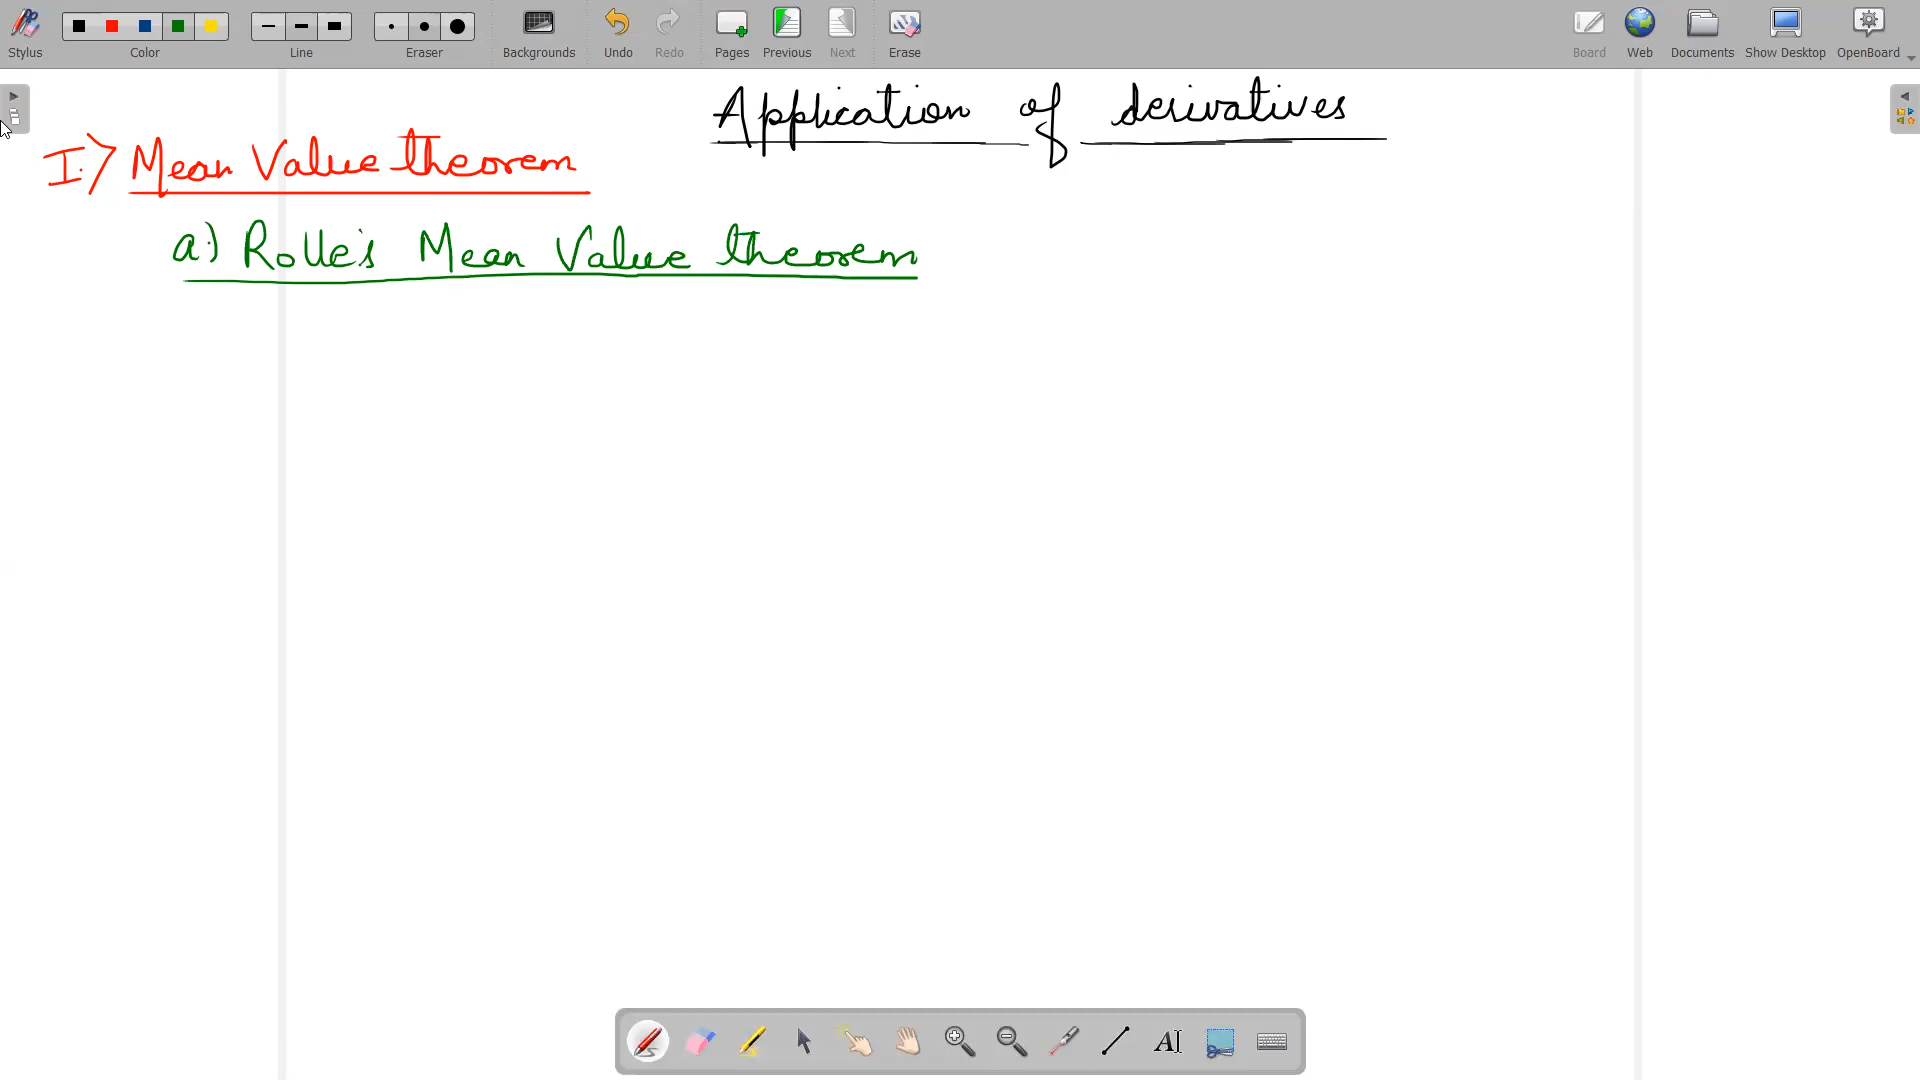 Stylus Color Line Eraser Backgrounds Undo Redo Pages Previous Next Erase Board Web Documents Show Desktop OpenBoard
Application of derivatives
I.) Mean Value theorem
a.) Rolle's Mean Value theorem